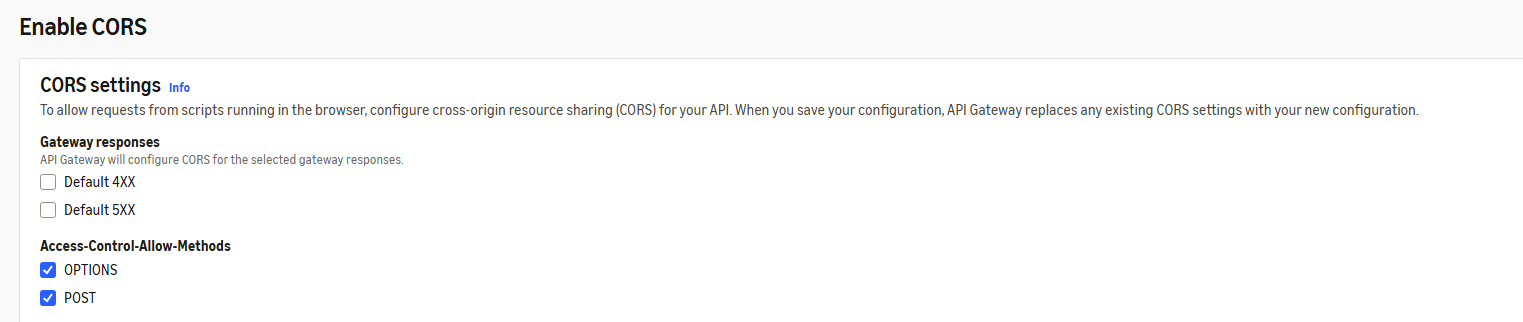 Enable CORS
CORS settings Info
To allow requests from scripts running in the browser, configure cross-origin resource sharing (CORS) for your API. When you save your configuration, API Gateway replaces any existing CORS settings with your new configuration.
Gateway responses
API Gateway will configure CORS for the selected gateway responses.
Default 4XX
Default 5XX
Access-Control-Allow-Methods
OPTIONS
POST